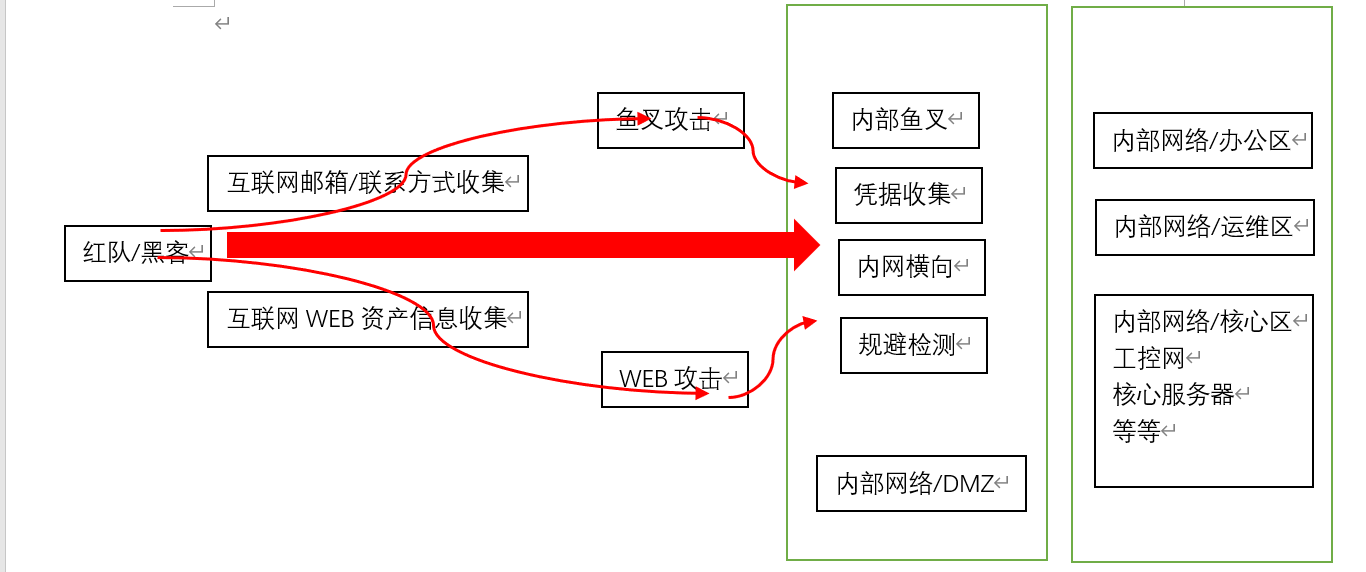 红队/黑客
互联网邮箱/联系方式收集
互联网 WEB 资产信息收集
鱼叉攻击
WEB 攻击
内部鱼叉
凭据收集
内网横向
规避检测
内部网络/DMZ
内部网络/办公区
内部网络/运维区
内部网络/核心区
工控网
核心服务器
等等